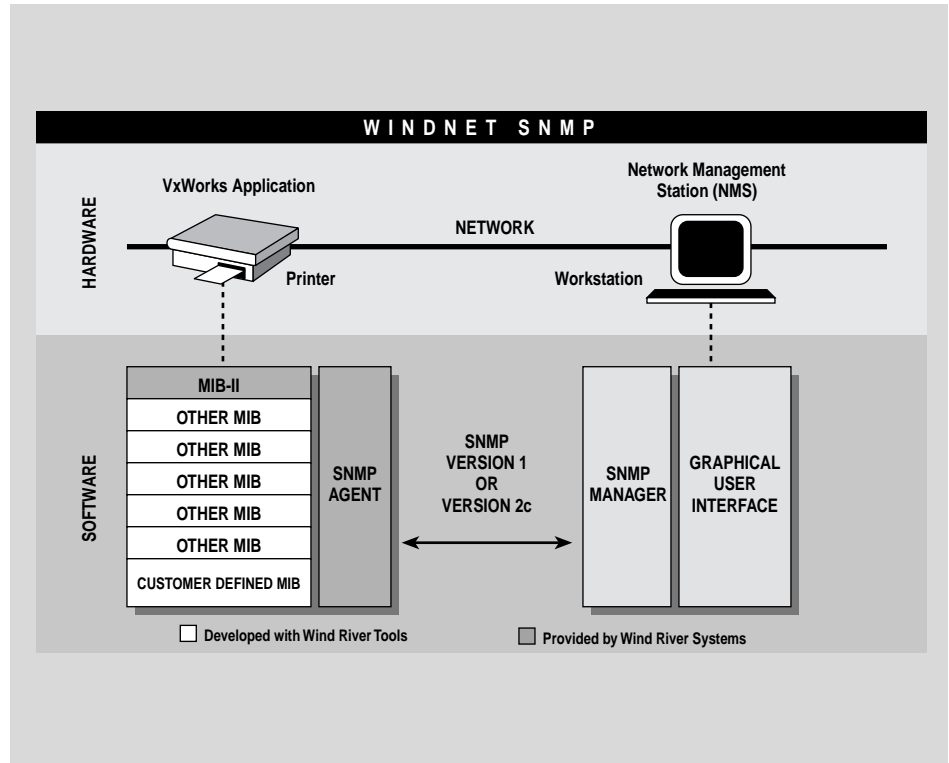 WINDNET SNMP
HARDWARE
VxWorks Application
Printer
NETWORK
Network Management
Station (NMS)
Workstation
SOFTWARE
MIB-II
OTHER MIB
OTHER MIB
OTHER MIB
OTHER MIB
OTHER MIB
CUSTOMER DEFINED MIB
SNMP
AGENT
SNMP
VERSION 1
OR
VERSION 2c
SNMP
MANAGER
GRAPHICAL
USER
INTERFACE
Developed with Wind River Tools
Provided by Wind River Systems